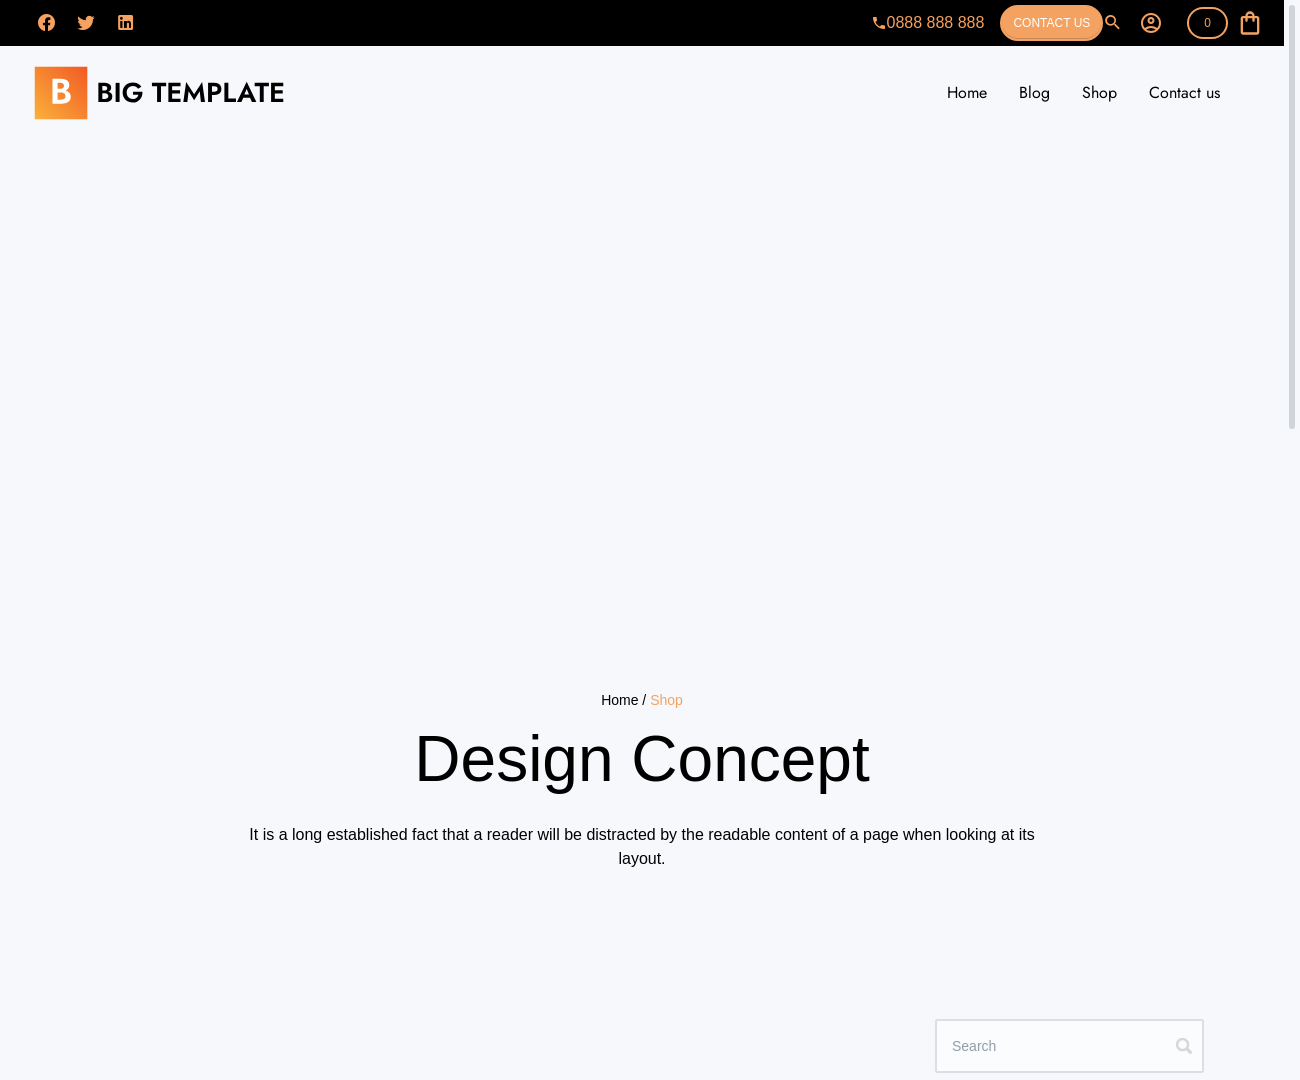 0888 888 888
CONTACT US
0
B BIG TEMPLATE
Home
Blog
Shop
Contact us
Home / Shop
Design Concept
It is a long established fact that a reader will be distracted by the readable content of a page when looking at its
layout.
Search